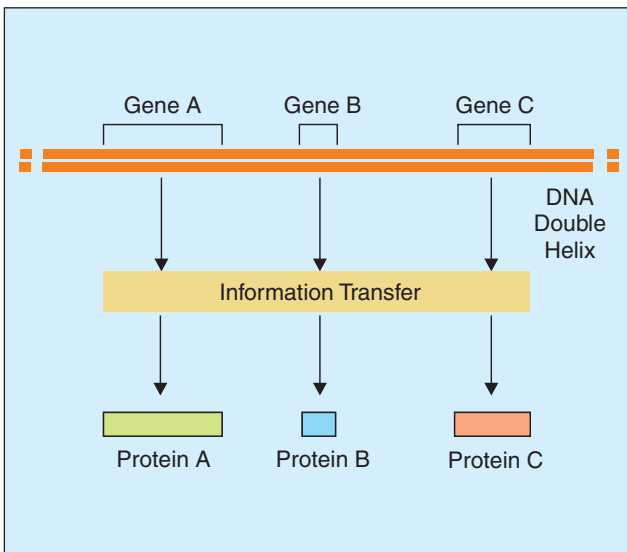 Gene A Gene B Gene C
DNA
Double
Helix
Information Transfer
Protein A Protein B Protein C